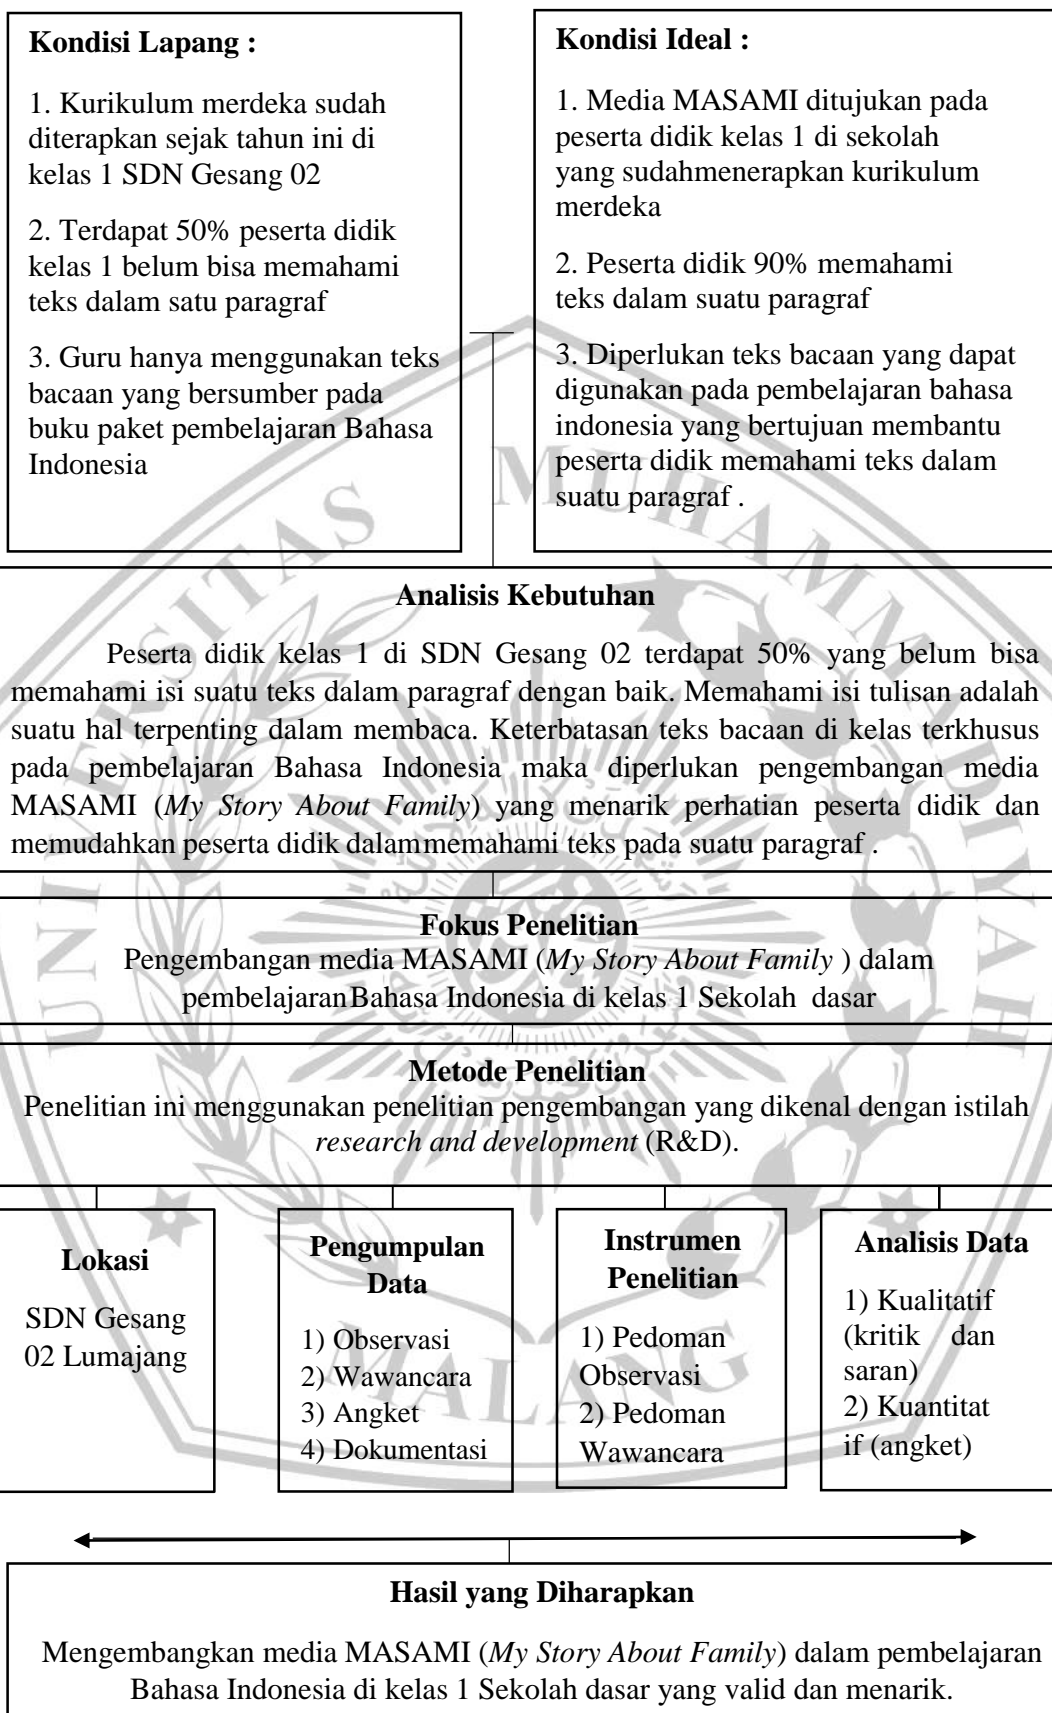 Kondisi Lapang :
1. Kurikulum merdeka sudah
diterapkan sejak tahun ini di
kelas 1 SDN Gesang 02
2. Terdapat 50% peserta didik
kelas 1 belum bisa memahami
teks dalam satu paragraf
3. Guru hanya menggunakan teks
bacaan yang bersumber pada
buku paket pembelajaran Bahasa
Indonesia
Kondisi Ideal :
1. Media MASAMI ditujukan pada
peserta didik kelas 1 di sekolah
yang sudahmenerapkan kurikulum
merdeka
2. Peserta didik 90% memahami
teks dalam suatu paragraf
3. Diperlukan teks bacaan yang dapat
digunakan pada pembelajaran bahasa
indonesia yang bertujuan membantu
peserta didik memahami teks dalam
suatu paragraf .
Analisis Kebutuhan
Peserta didik kelas 1 di SDN Gesang 02 terdapat 50% yang belum bisa
memahami isi suatu teks dalam paragraf dengan baik. Memahami isi tulisan adalah
suatu hal terpenting dalam membaca. Keterbatasan teks bacaan di kelas terkhusus
pada pembelajaran Bahasa Indonesia maka diperlukan pengembangan media
MASAMI (My Story About Family) yang menarik perhatian peserta didik dan
memudahkan peserta didik dalammemahami teks pada suatu paragraf .
Fokus Penelitian
Pengembangan media MASAMI (My Story About Family ) dalam
pembelajaranBahasa Indonesia di kelas 1 Sekolah dasar
Metode Penelitian
Penelitian ini menggunakan penelitian pengembangan yang dikenal dengan istilah
research and development (R&D).
Lokasi
SDN Gesang
02 Lumajang
Pengumpulan
Data
1) Observasi
2) Wawancara
3) Angket
4) Dokumentasi
Instrumen
Penelitian
1) Pedoman
Observasi
2) Pedoman
Wawancara
Analisis Data
1) Kualitatif
(kritik dan
saran)
2) Kuantitat
if (angket)
Hasil yang Diharapkan
Mengembangkan media MASAMI (My Story About Family) dalam pembelajaran
Bahasa Indonesia di kelas 1 Sekolah dasar yang valid dan menarik.
UNIVERSITAS MUHAMMADIYAH
MALANG